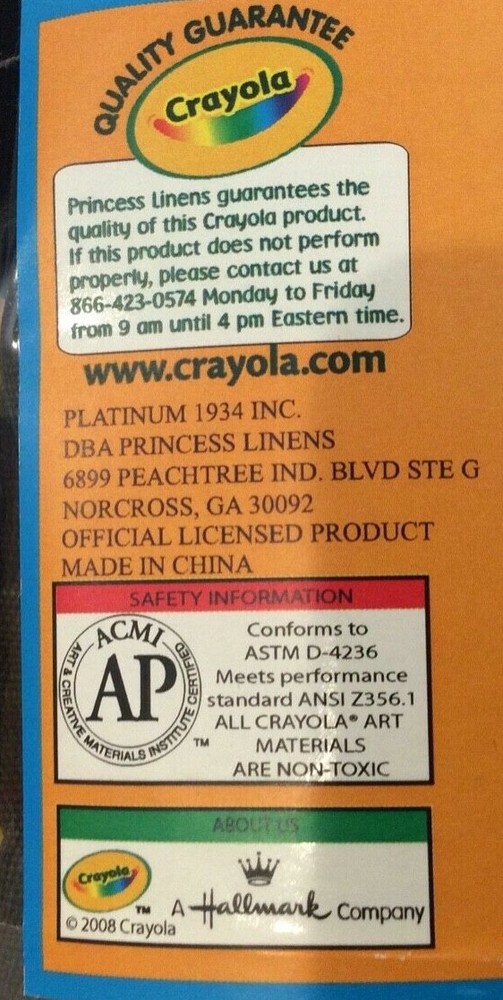 QUALITY GUARANTEE
Crayola
Princess Linens guarantees the
quality of this Crayola product.
If this product does not perform
properly, please contact us at
866-423-0574 Monday to Friday
from 9 am until 4 pm Eastern time.
www.crayola.com
PLATINUM 1934 INC.
DBA PRINCESS LINENS
6899 PEACHTREE IND. BLVD STE G
NORCROSS, GA 30092
OFFICIAL LICENSED PRODUCT
MADE IN CHINA
SAFETY INFORMATION
ACMI
AP
ART & CREATIVE MATERIALS INSTITUTE CERTIFIED
TM
Conforms to
ASTM D-4236
Meets performance
standard ANSI Z356.1
ALL CRAYOLA® ART
MATERIALS
ARE NON-TOXIC
ABOUT US
Crayola
TM
© 2008 Crayola
A Hallmark Company